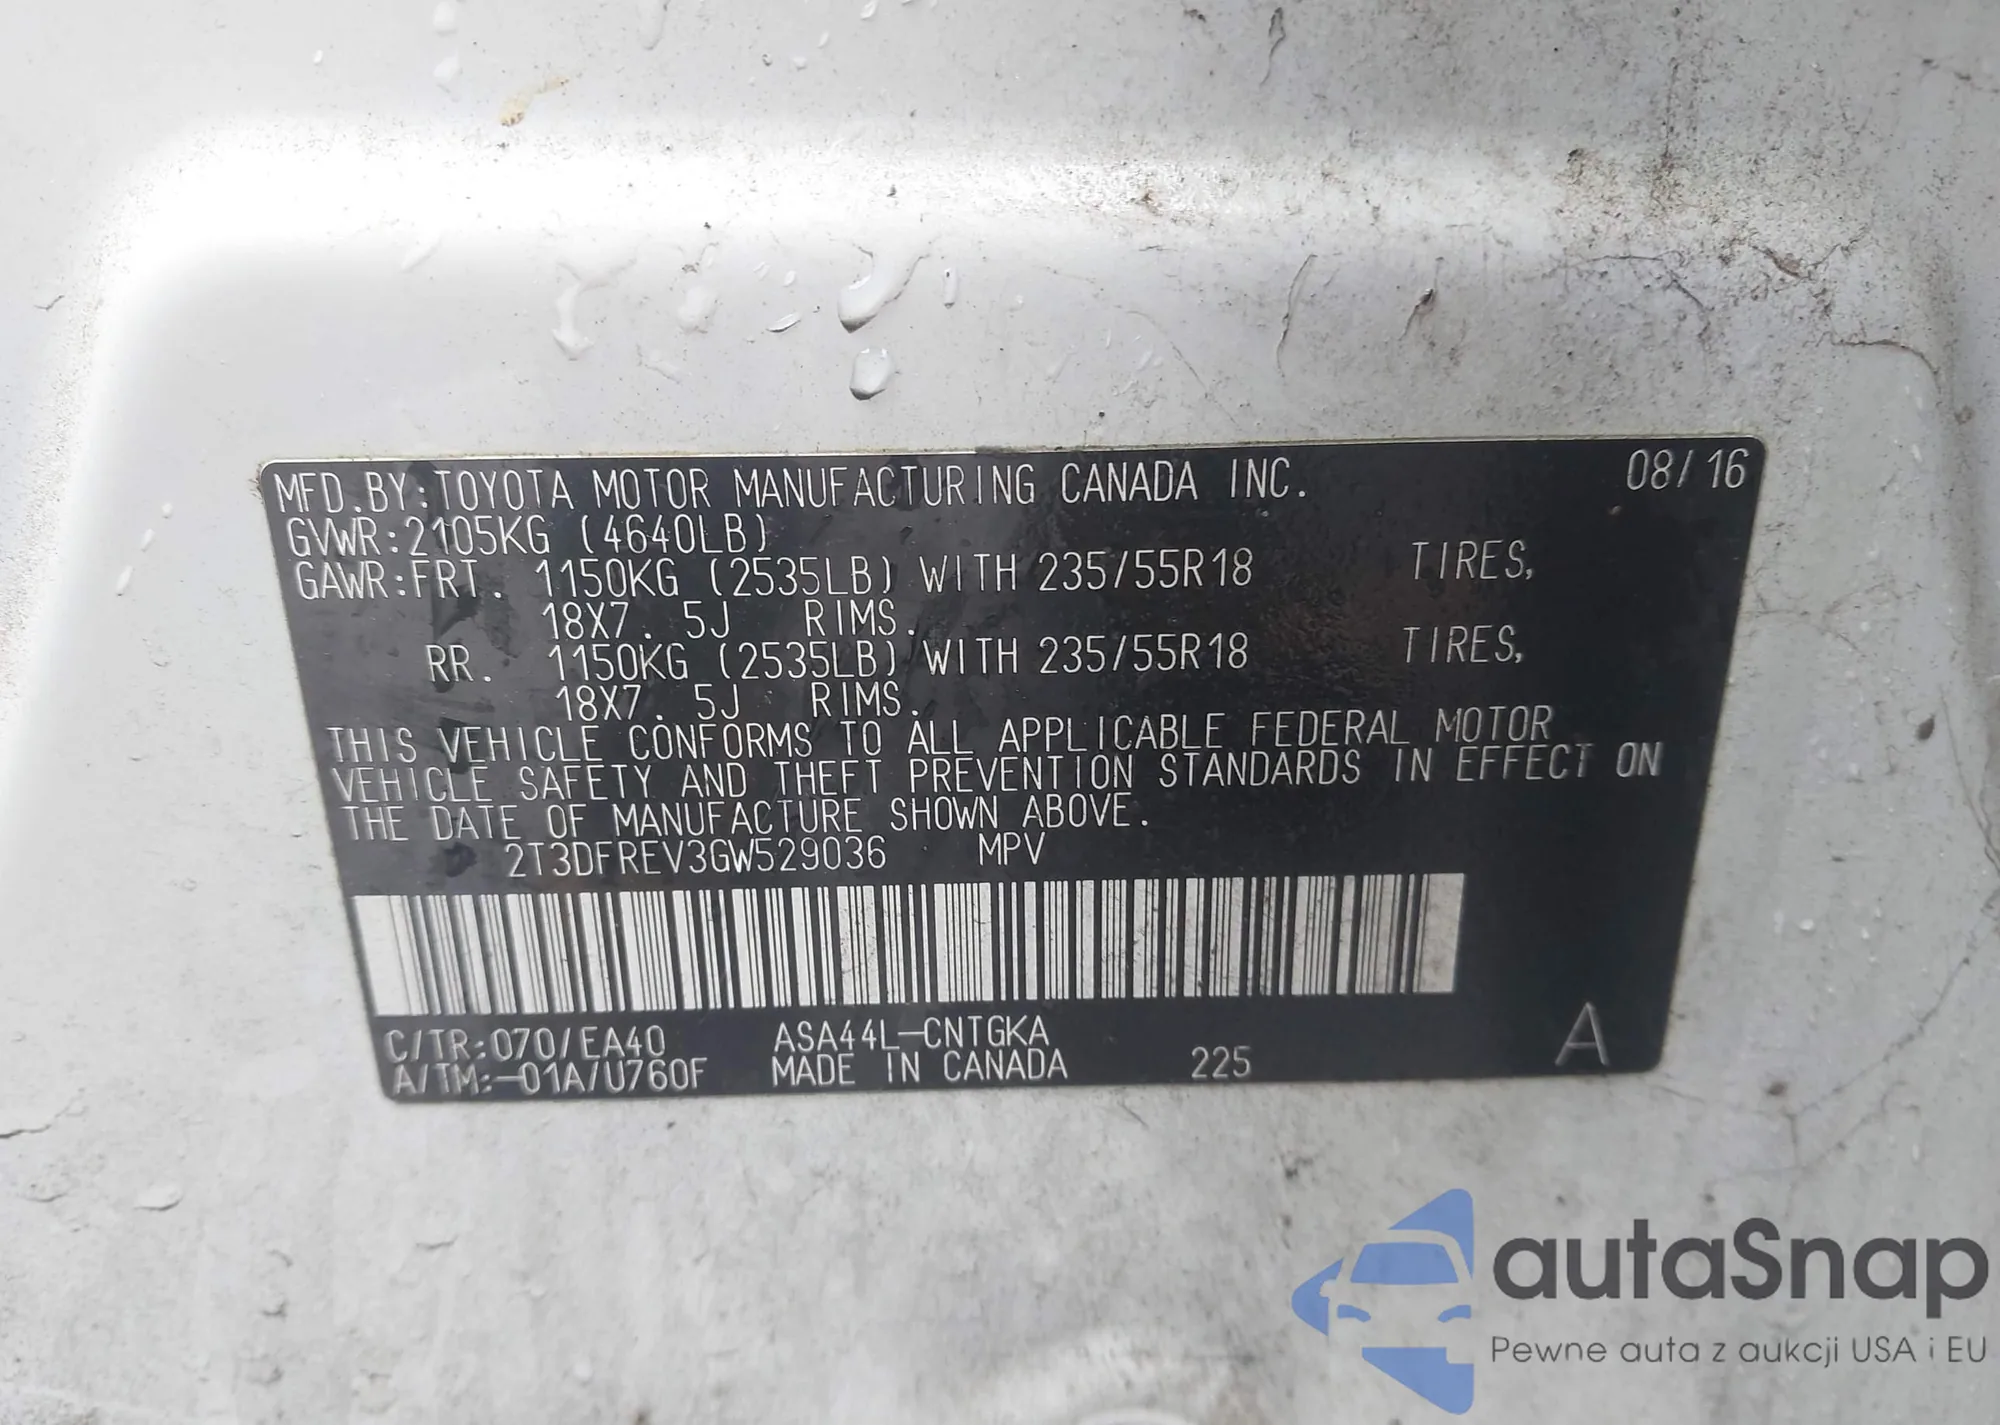 MFD.BY:TOYOTA MOTOR MANUFACTURING CANADA INC. 08/16
GVWR:2105KG (4640LB)
GAWR:FRT. 1150KG (2535LB) WITH 235/55R18 TIRES,
18X7.5J RIMS.
RR. 1150KG (2535LB) WITH 235/55R18 TIRES,
18X7.5J RIMS.
THIS VEHICLE CONFORMS TO ALL APPLICABLE FEDERAL MOTOR
VEHICLE SAFETY AND THEFT PREVENTION STANDARDS IN EFFECT ON
THE DATE OF MANUFACTURE SHOWN ABOVE.
2T3DFREV3GW529036 MPV
C/TR:070/EA40 ASA44L-CNTGKA
A/TM:-01A/U760F MADE IN CANADA 225 A
autaSnap
Pewne auta z aukcji USA i EU